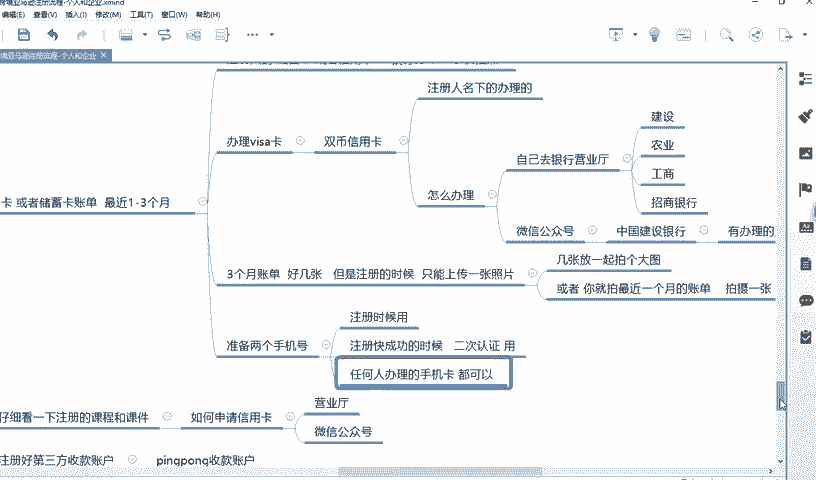 跨境亚马逊注册流程-个人和企业.xmind
编辑(E) 查看(V) 插入(I) 修改(M) 工具(T) 窗口(W) 帮助(H)
境亚马逊注册流程-个人和企业
注册人名下的办理的
办理visa卡
双币信用卡
建设
自己去银行营业厅
农业
工商
怎么办理
招商银行
卡 或者储蓄卡账单 最近1-3个月
微信公众号
中国建设银行
有办理的
几张放一起拍个大图
3个月账单 好几张 但是注册的时候 只能上传一张照片
或者 你就拍最近一个月的账单 拍摄一张
注册时候用
准备两个手机号
注册快成功的时候 二次认证 用
任何人办理的手机卡 都可以
营业厅
仔细看一下注册的课程和课件
如何申请信用卡
微信公众号
注册好第三方收款账户
pingpong收款账户